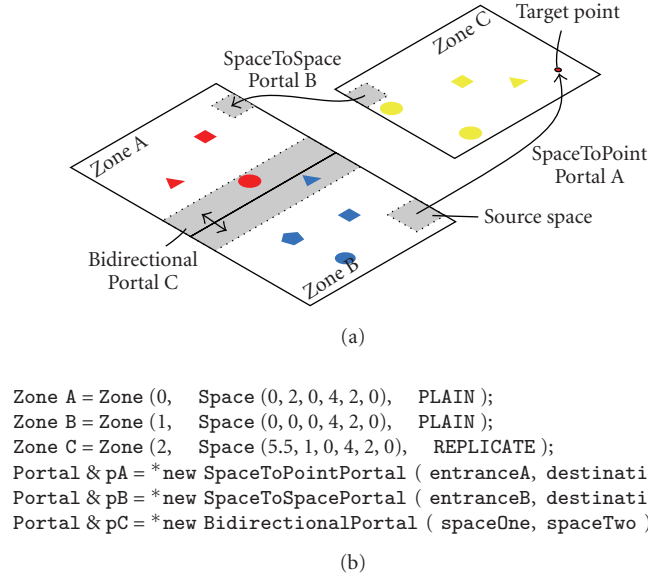 Target point
Zone C
SpaceToSpace
Portal B
Zone A
SpaceToPoint
Portal A
Source space
Bidirectional
Portal C
Zone B
(a)
Zone A = Zone (0, Space (0, 2, 0, 4, 2, 0), PLAIN );
Zone B = Zone (1, Space (0, 0, 0, 4, 2, 0), PLAIN );
Zone C = Zone (2, Space (5.5, 1, 0, 4, 2, 0), REPLICATE );
Portal & pA = *new SpaceToPointPortal ( entranceA, destinati
Portal & pB = *new SpaceToSpacePortal ( entranceB, destinati
Portal & pC = *new BidirectionalPortal ( spaceOne, spaceTwo )
(b)